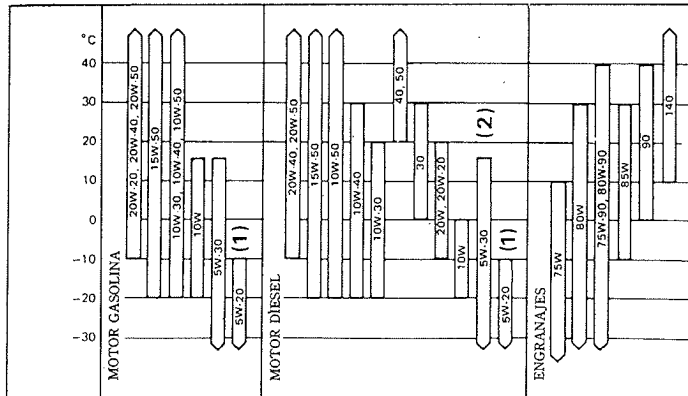 °C
40
30
20
10
0
-10
-20
-30
MOTOR GASOLINA
20W-20, 20W-40, 20W-50
15W-50
10W 30, 10W-40, 10W-50
10W
5W-30
5W-20
(1)
MOTOR DIESEL
20W-40, 20W-50
15W-50
10W-50
10W-40
10W-30
40, 50
30
20W, 20W-20
10W
5W-30
5W-20
(1)
(2)
ENGRANAJES
75W
80W
75W-90, 80W-90
85W
90
140